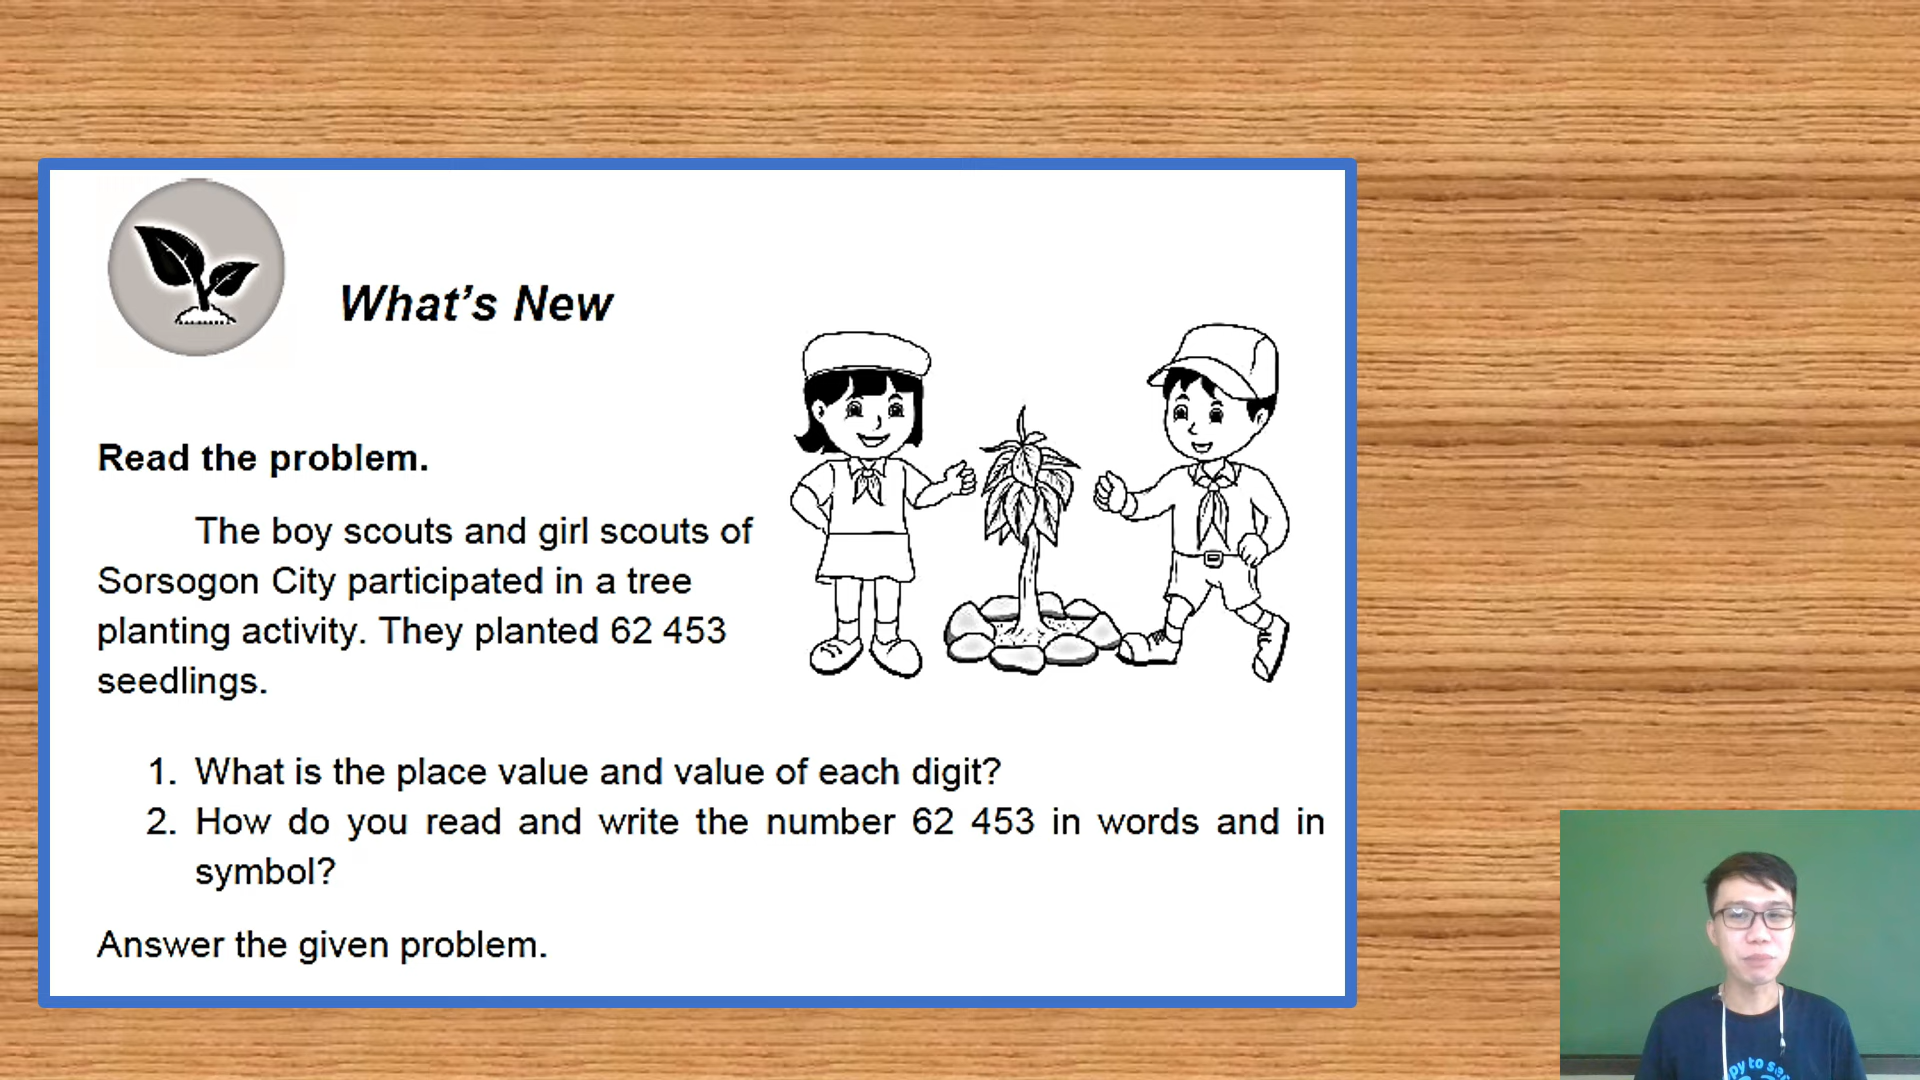 What's New
Read the problem.
The boy scouts and girl scouts of
Sorsogon City participated in a tree
planting activity. They planted 62 453
seedlings.
1. What is the place value and value of each digit?
2. How do you read and write the number 62 453 in words and in
symbol?
Answer the given problem.